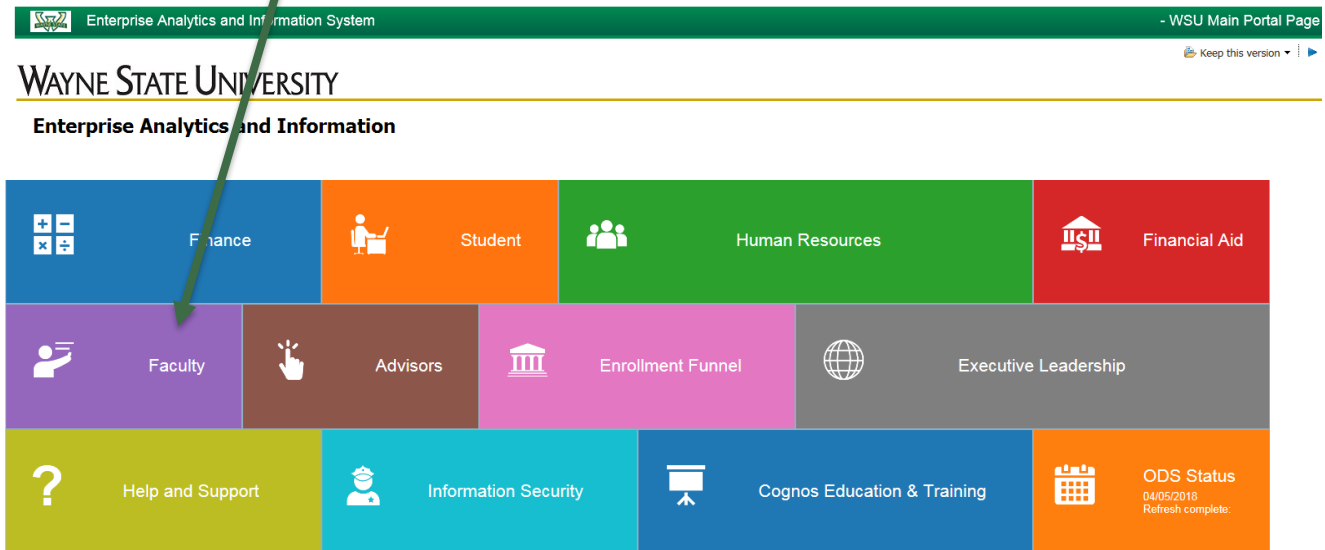 Enterprise Analytics and Information System
- WSU Main Portal Page
Keep this version
WAYNE STATE UNIVERSITY
Enterprise Analytics and Information
Finance
Student
Human Resources
Financial Aid
Faculty
Advisors
Enrollment Funnel
Executive Leadership
? Help and Support
Information Security
Cognos Education & Training
ODS Status
04/05/2018
Refresh complete: